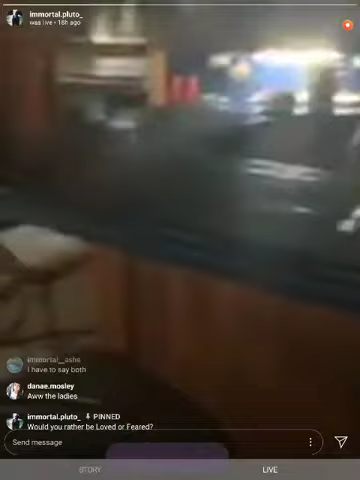 immortal.pluto_
was live • 18h ago
immortal__ashe
I have to say both
danae.mosley
Aww the ladies
immortal.pluto_ PINNED
Would you rather be Loved or Feared?
Send message
STORY
LIVE